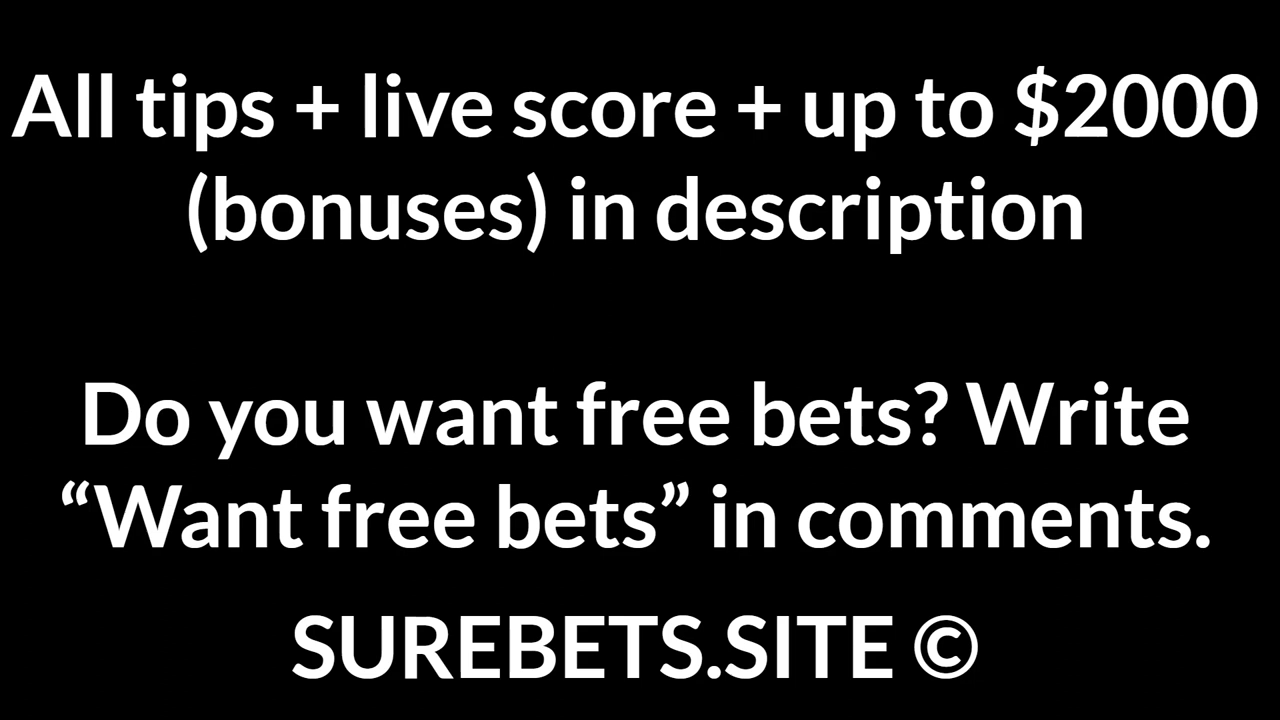 All tips + live score + up to $2000
(bonuses) in description
Do you want free bets? Write
“Want free bets” in comments.
SUREBETS.SITE ©